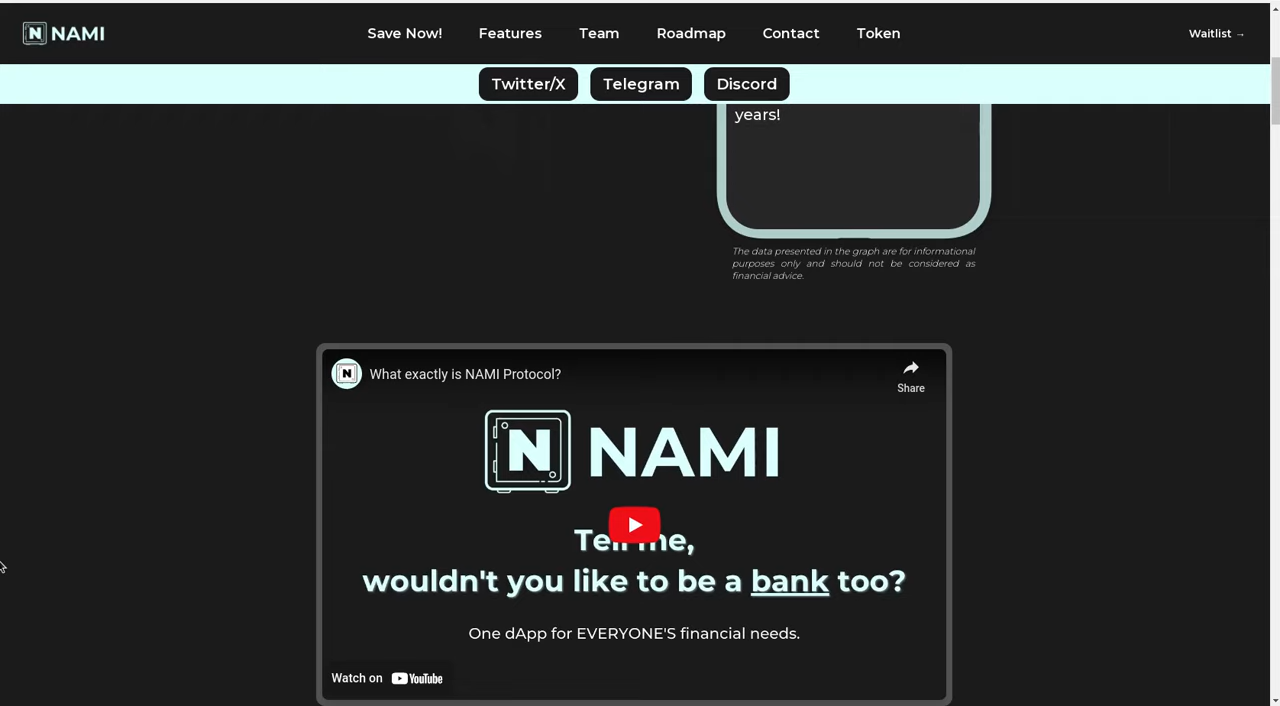 N NAMI
Save Now!
Features
Team
Roadmap
Contact
Token
Waitlist →
Twitter/X
Telegram
Discord
years!
The data presented in the graph are for informational
purposes only and should not be considered as
financial advice.
N
What exactly is NAMI Protocol?
Share
N NAMI
Tell me,
wouldn't you like to be a bank too?
One dApp for EVERYONE'S financial needs.
Watch on YouTube